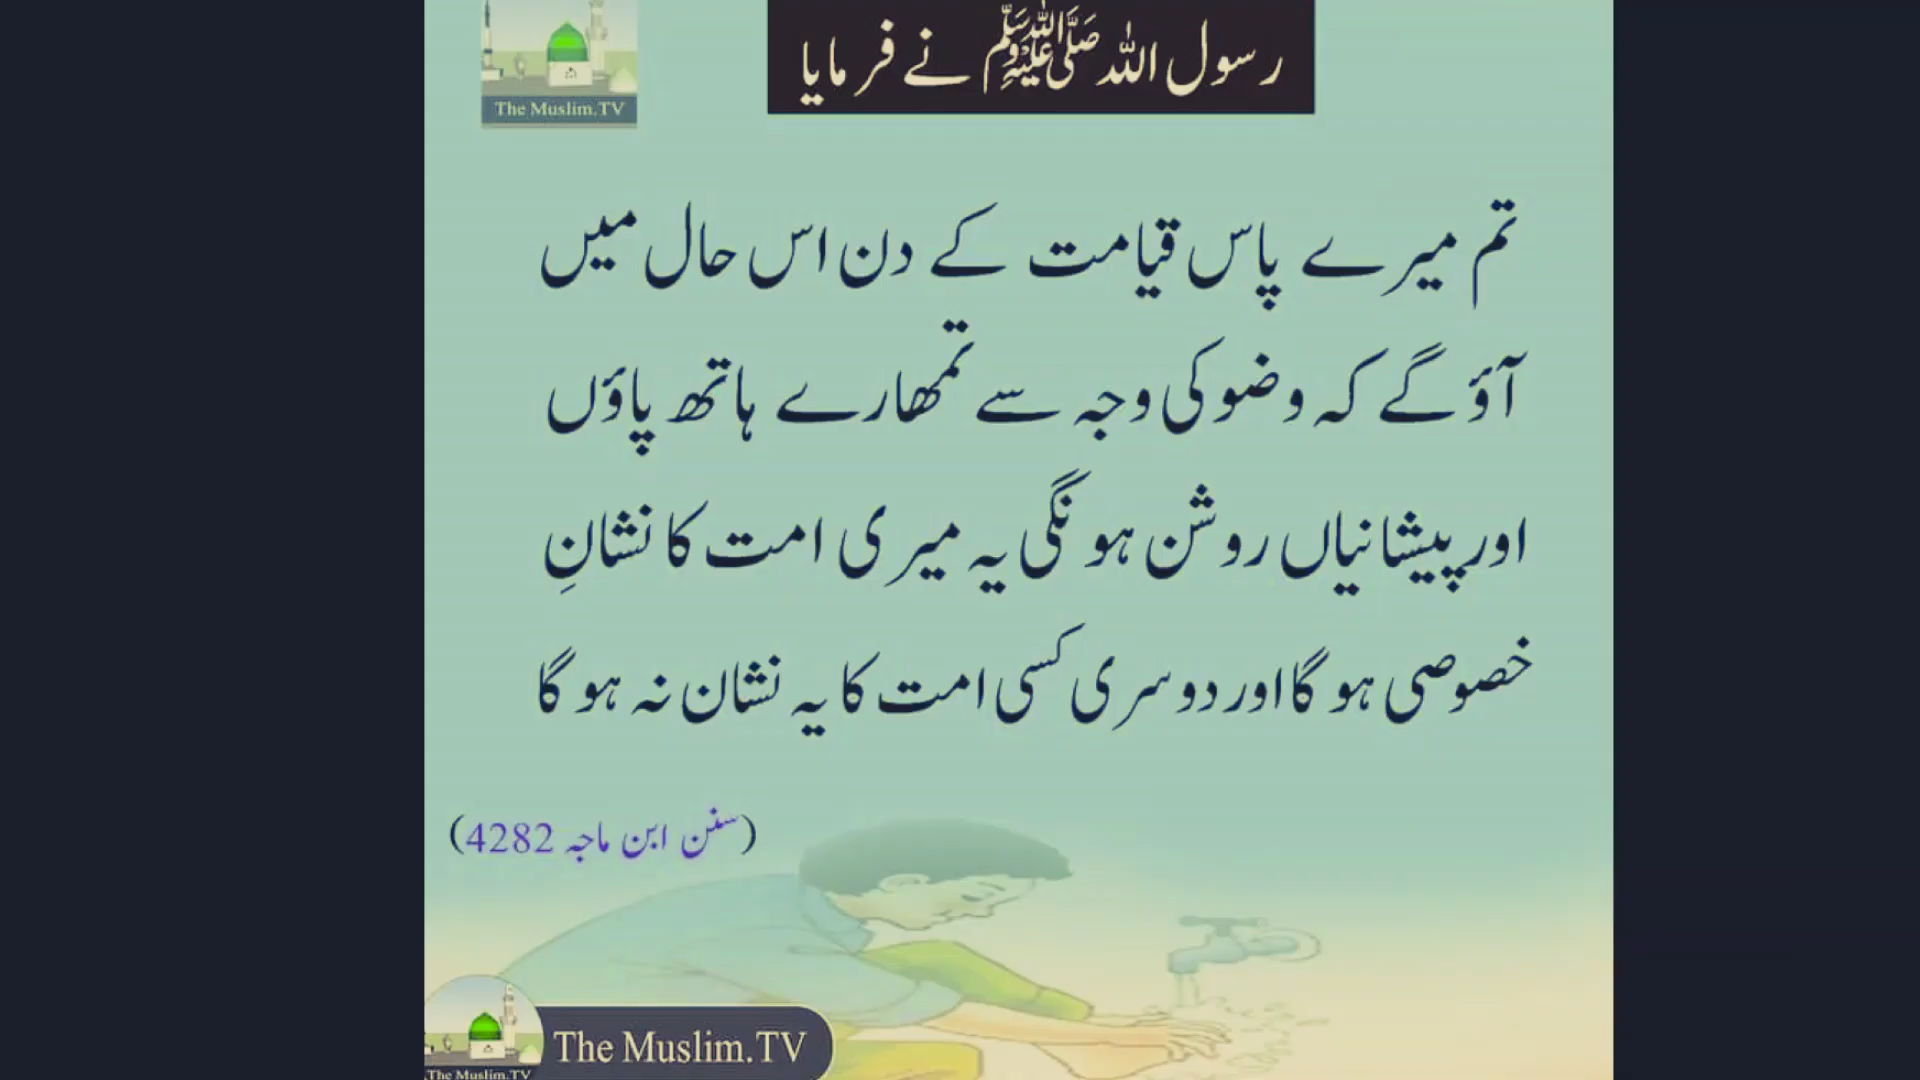 The Muslim.TV
رسول اللہ ﷺ نے فرمایا
تم میرے پاس قیامت کے دن اس حال میں
آؤ گے کہ وضو کی وجہ سے تمھارے ہاتھ پاؤں
اور پیشانیاں روشن ہونگی یہ میری امت کا نشانِ
خصوصی ہو گا اور دوسری کسی امت کا یہ نشان نہ ہو گا
(سنن ابن ماجہ 4282)
The Muslim.TV
The Muslim.TV